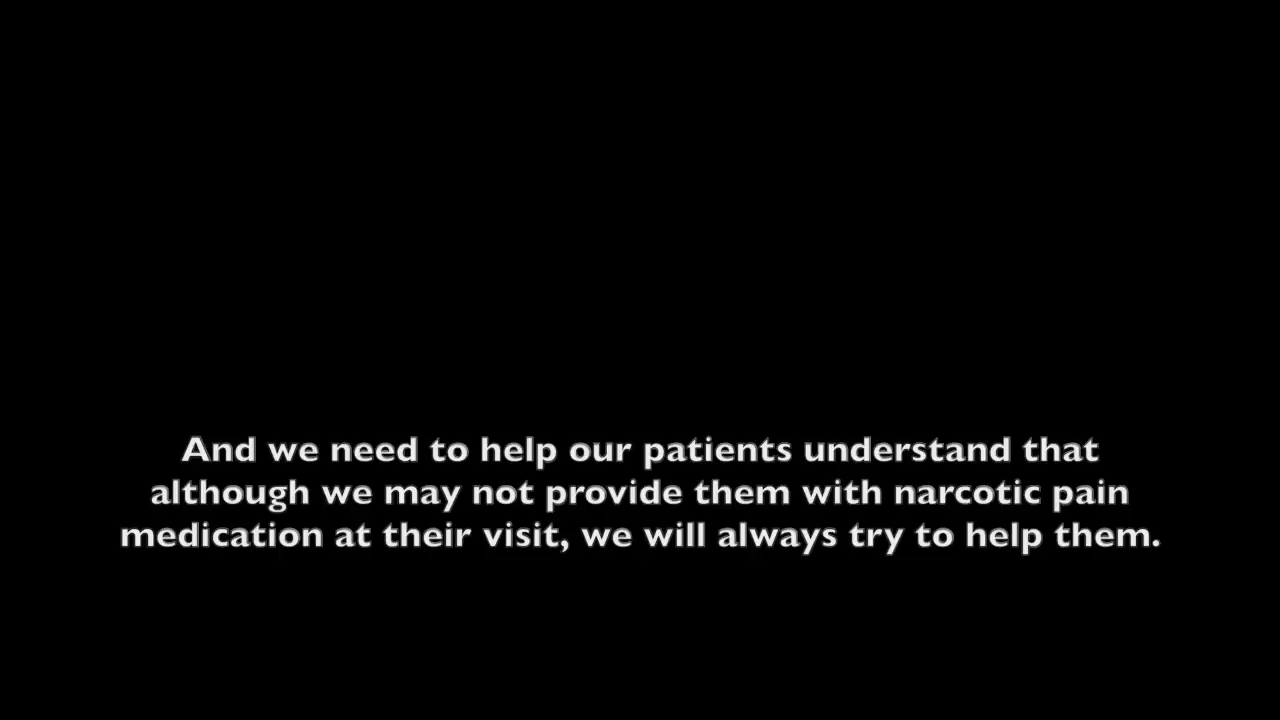 And we need to help our patients understand that
although we may not provide them with narcotic pain
medication at their visit, we will always try to help them.